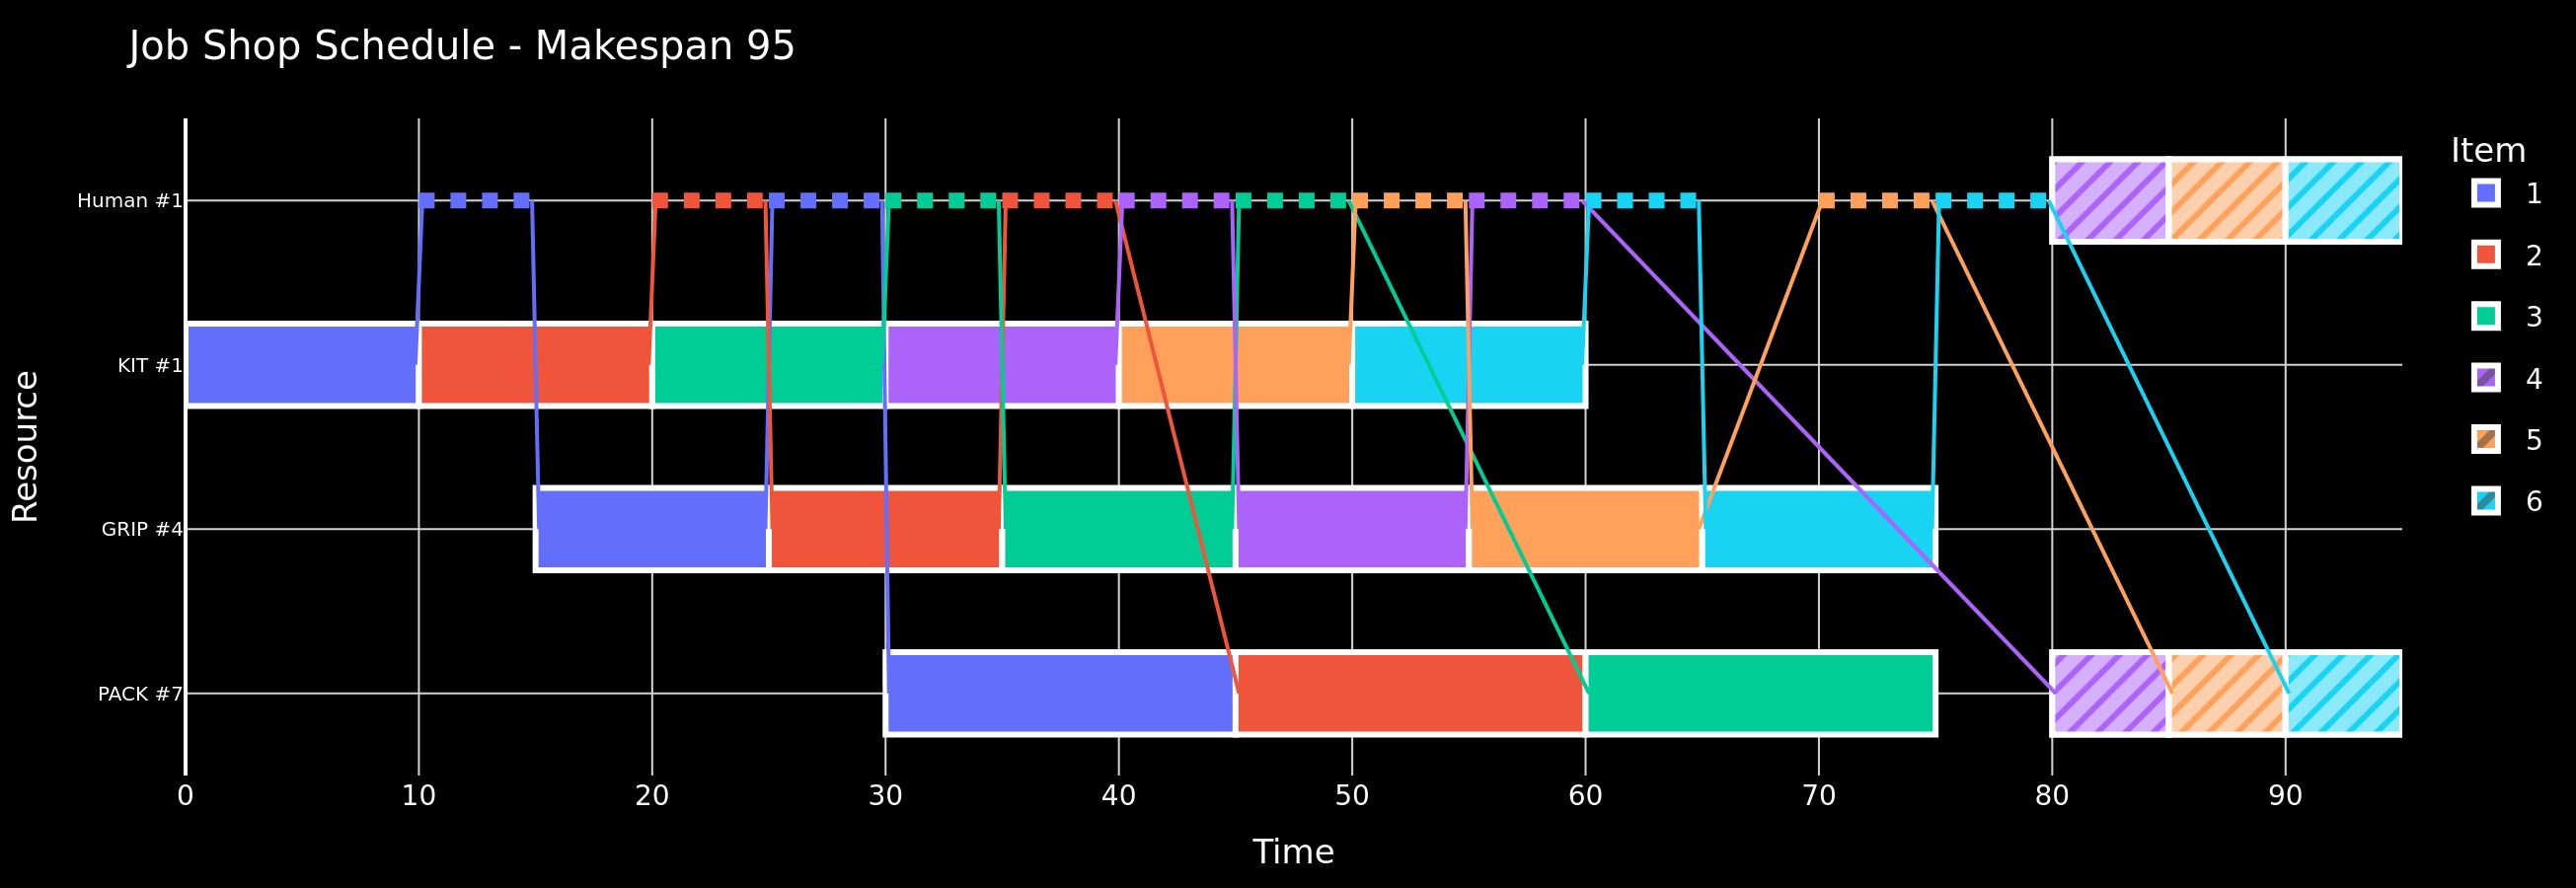 Job Shop Schedule - Makespan 95
Item
1
2
3
4
5
6
Resource
Human #1
KIT #1
GRIP #4
PACK #7
0 10 20 30 40 50 60 70 80 90
Time